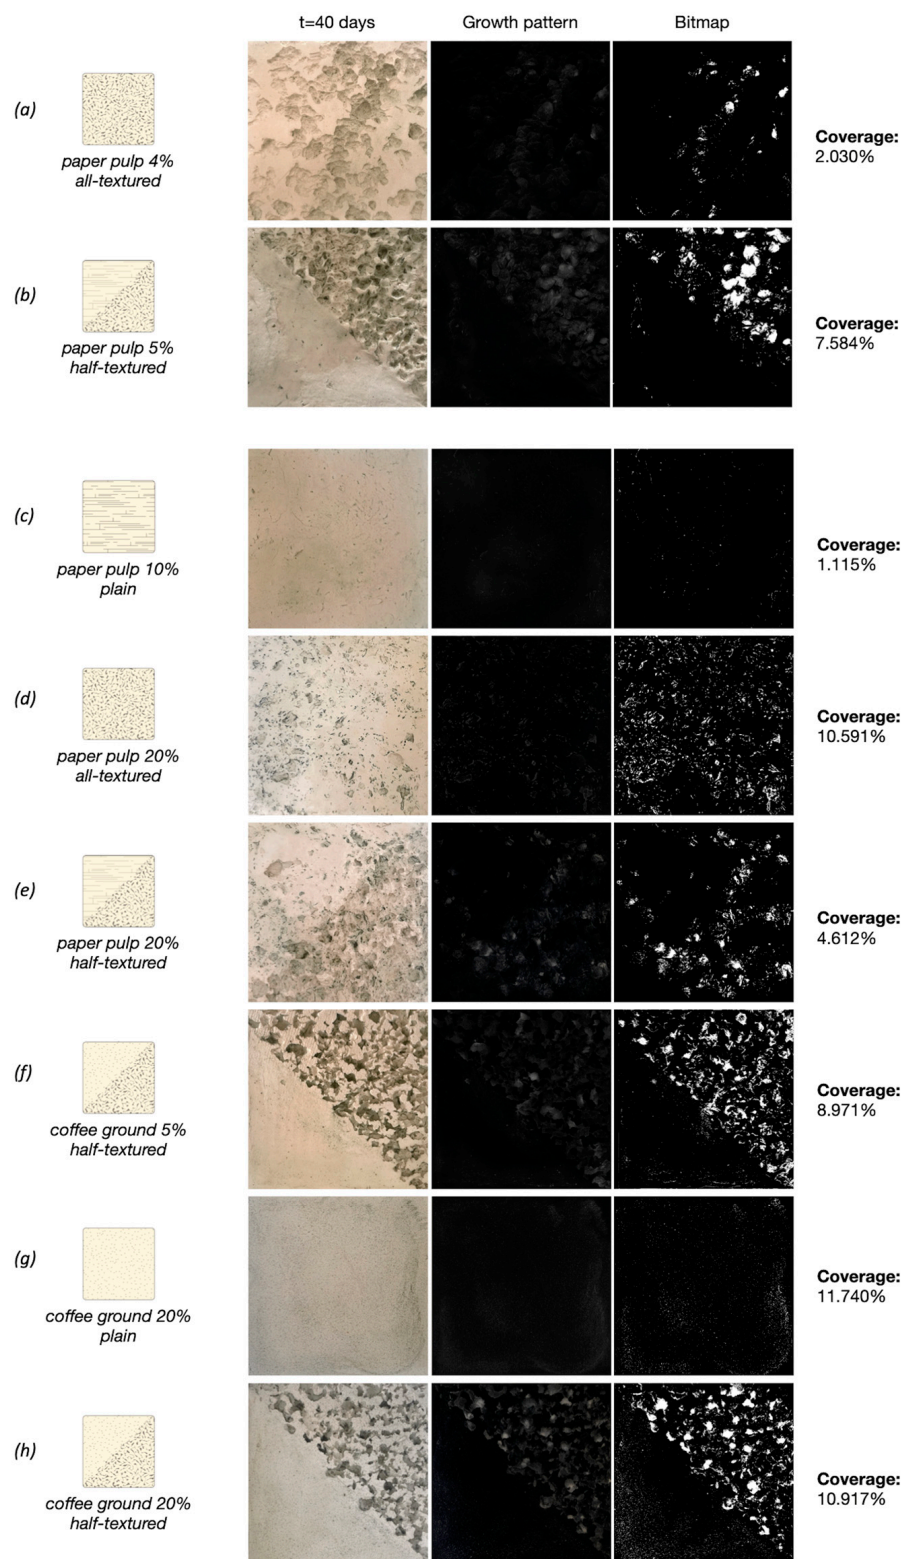 t=40 days
Growth pattern
Bitmap
(a)
paper pulp 4%
all-textured
Coverage:
2.030%
(b)
paper pulp 5%
half-textured
Coverage:
7.584%
(c)
paper pulp 10%
plain
Coverage:
1.115%
(d)
paper pulp 20%
all-textured
Coverage:
10.591%
(e)
paper pulp 20%
half-textured
Coverage:
4.612%
(f)
coffee ground 5%
half-textured
Coverage:
8.971%
(g)
coffee ground 20%
plain
Coverage:
11.740%
(h)
coffee ground 20%
half-textured
Coverage:
10.917%